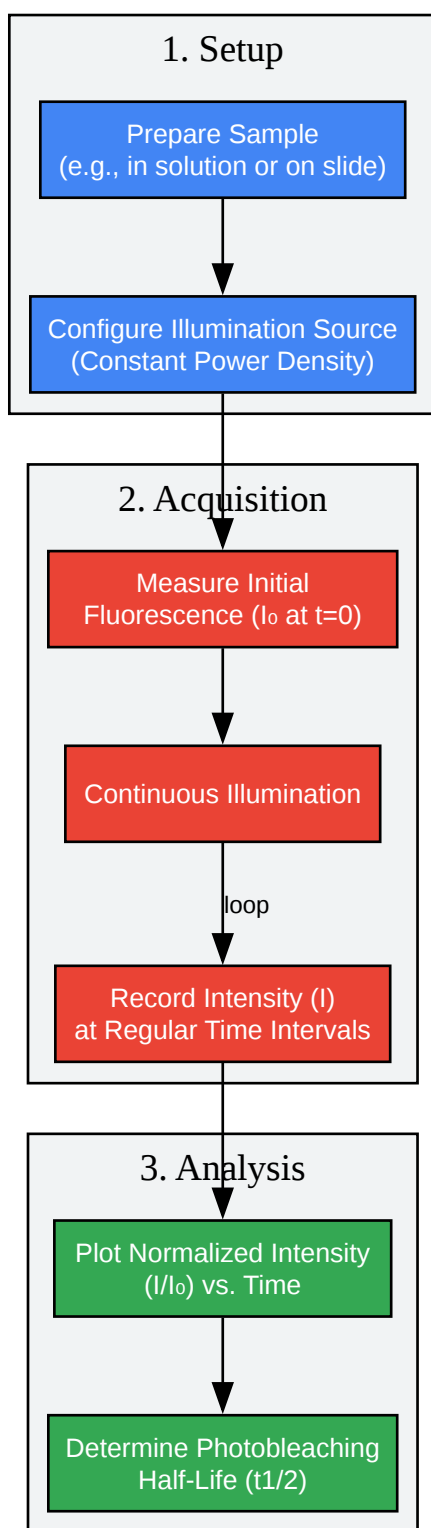 1. Setup
Prepare Sample
(e.g., in solution or on slide)
Configure Illumination Source
(Constant Power Density)
2. Acquisition
Measure Initial
Fluorescence (I₀ at t=0)
Continuous Illumination
loop
Record Intensity (I)
at Regular Time Intervals
3. Analysis
Plot Normalized Intensity
(I/I₀) vs. Time
Determine Photobleaching
Half-Life (t1/2)